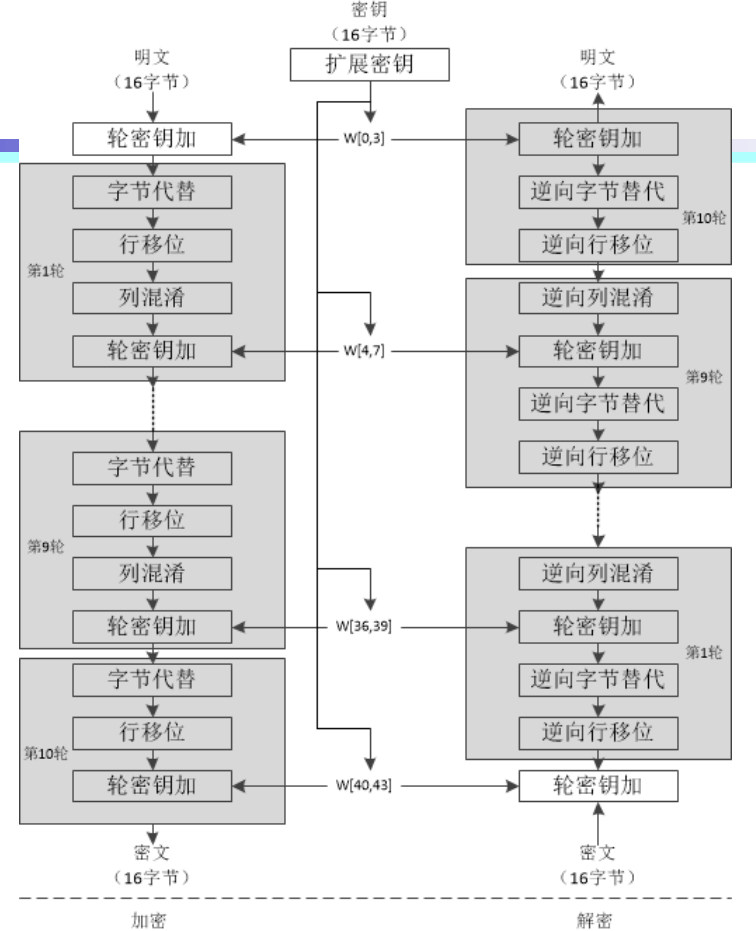 密钥
（16字节）
扩展密钥
明文
（16字节）
轮密钥加
字节代替
行移位
列混淆
轮密钥加
第1轮
字节代替
行移位
列混淆
轮密钥加
第9轮
字节代替
行移位
轮密钥加
第10轮
密文
（16字节）
加密
W[0,3]
W[4,7]
W[36,39]
W[40,43]
明文
（16字节）
轮密钥加
逆向字节替代
逆向行移位
第10轮
逆向列混淆
轮密钥加
逆向字节替代
逆向行移位
第9轮
逆向列混淆
轮密钥加
逆向字节替代
逆向行移位
第1轮
轮密钥加
密文
（16字节）
解密